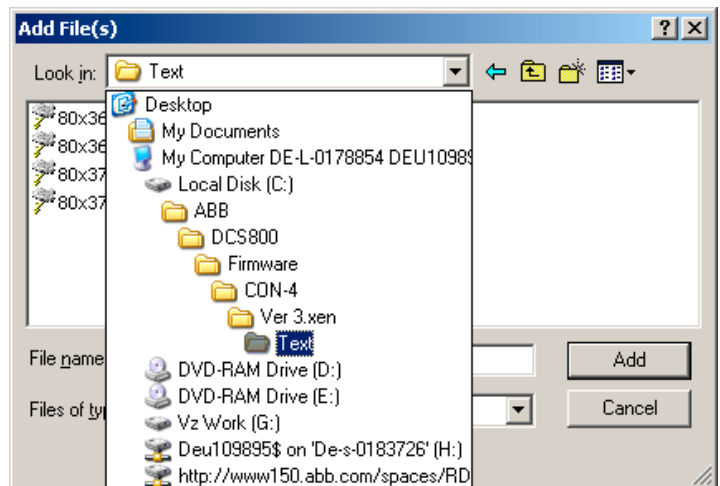 Add File(s)
Look in: Text
Desktop
My Documents
My Computer DE-L-0178854 DEU10989
Local Disk (C:)
ABB
DCS800
Firmware
CON-4
Ver 3.xen
Text
DVD-RAM Drive (D:)
DVD-RAM Drive (E:)
Vz Work (G:)
Deu109895$ on 'De-s-0183726' (H:)
http://www150.abb.com/spaces/RD
80x36
80x36
80x37
80x37
File name
Add
Files of ty
Cancel